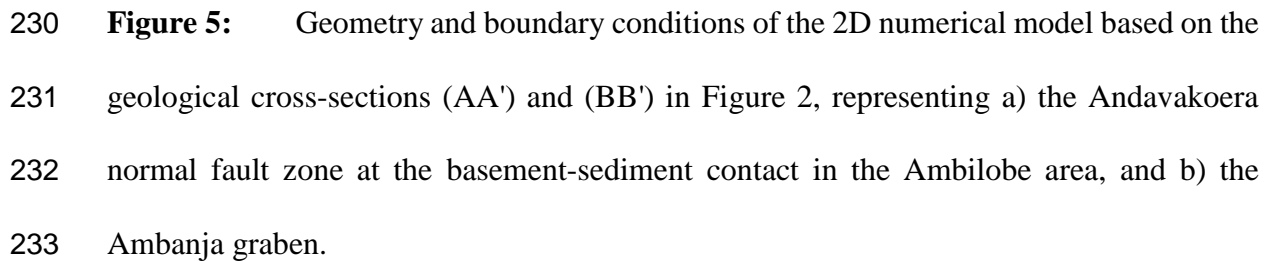 230 Figure 5: Geometry and boundary conditions of the 2D numerical model based on the
231 geological cross-sections (AA') and (BB') in Figure 2, representing a) the Andavakoera
232 normal fault zone at the basement-sediment contact in the Ambilobe area, and b) the
233 Ambanja graben.